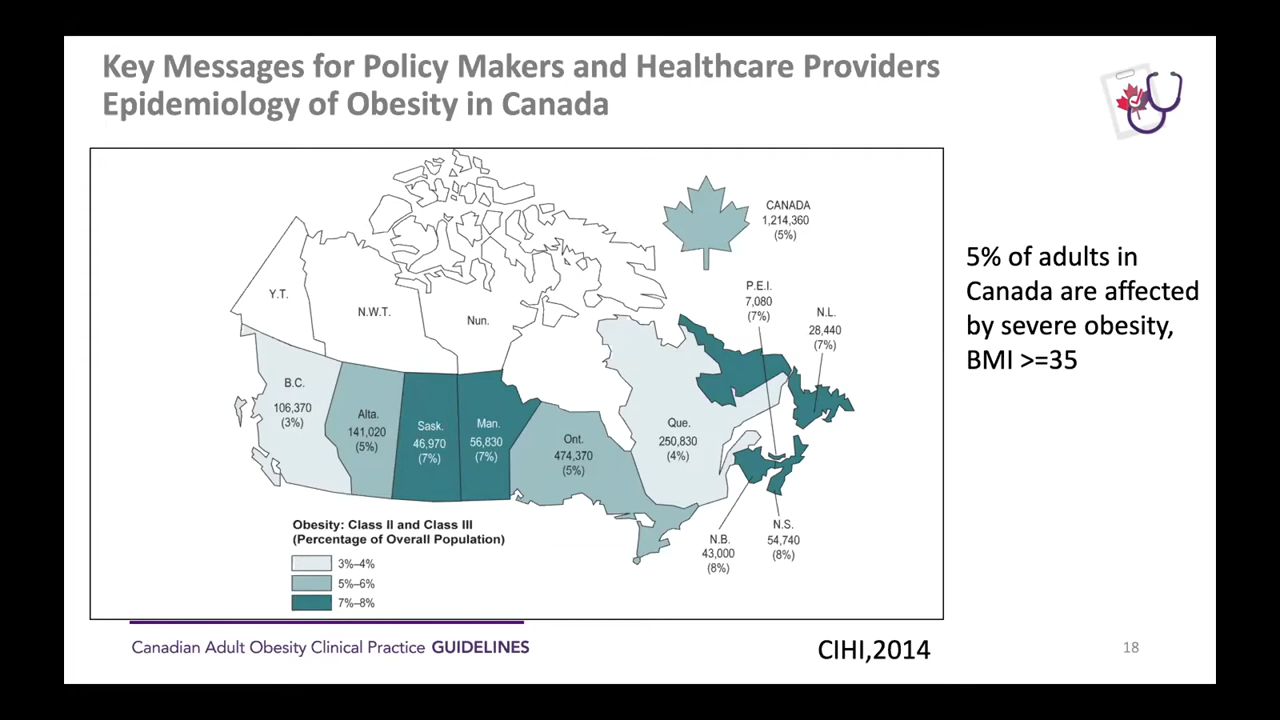 Key Messages for Policy Makers and Healthcare Providers
Epidemiology of Obesity in Canada
CANADA
1,214,360
(5%)
Y.T.
N.W.T.
Nun.
P.E.I.
7,080
(7%)
N.L.
28,440
(7%)
B.C.
106,370
(3%)
Alta.
141,020
(5%)
Sask.
46,970
(7%)
Man.
56,830
(7%)
Ont.
474,370
(5%)
Que.
250,830
(4%)
N.B.
43,000
(8%)
N.S.
54,740
(8%)
Obesity: Class II and Class III
(Percentage of Overall Population)
3%–4%
5%–6%
7%–8%
5% of adults in
Canada are affected
by severe obesity,
BMI >=35
Canadian Adult Obesity Clinical Practice GUIDELINES
CIHI,2014
18